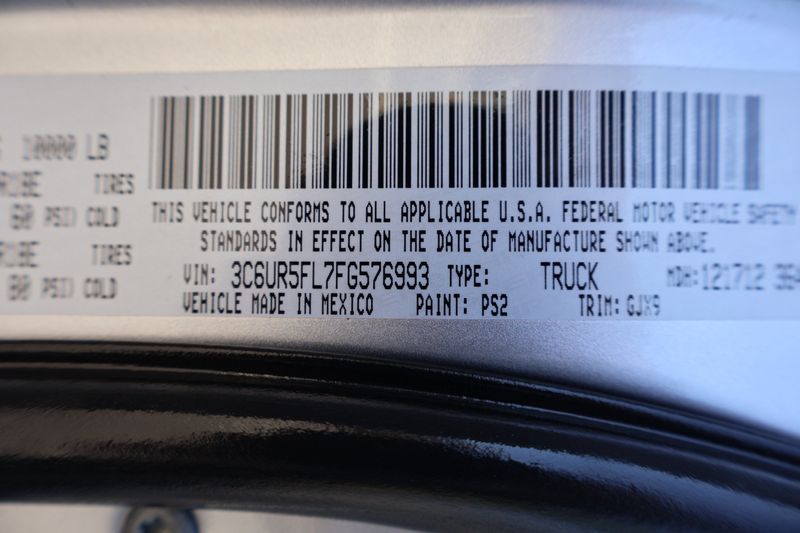 10000 LB
TIRES
THIS VEHICLE CONFORMS TO ALL APPLICABLE U.S.A. FEDERAL MOTOR VEHICLE SAFETY
80 PSI) COLD
STANDARDS IN EFFECT ON THE DATE OF MANUFACTURE SHOWN ABOVE.
TIRES
VIN: 3C6UR5FL7FG576993 TYPE: TRUCK MDH: 121712
80 PSI) COLD
VEHICLE MADE IN MEXICO PAINT: PS2 TRIM: GJX9